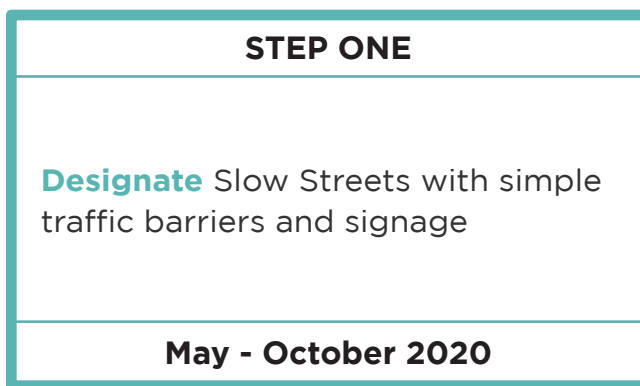 STEP ONE
Designate Slow Streets with simple
traffic barriers and signage
May - October 2020